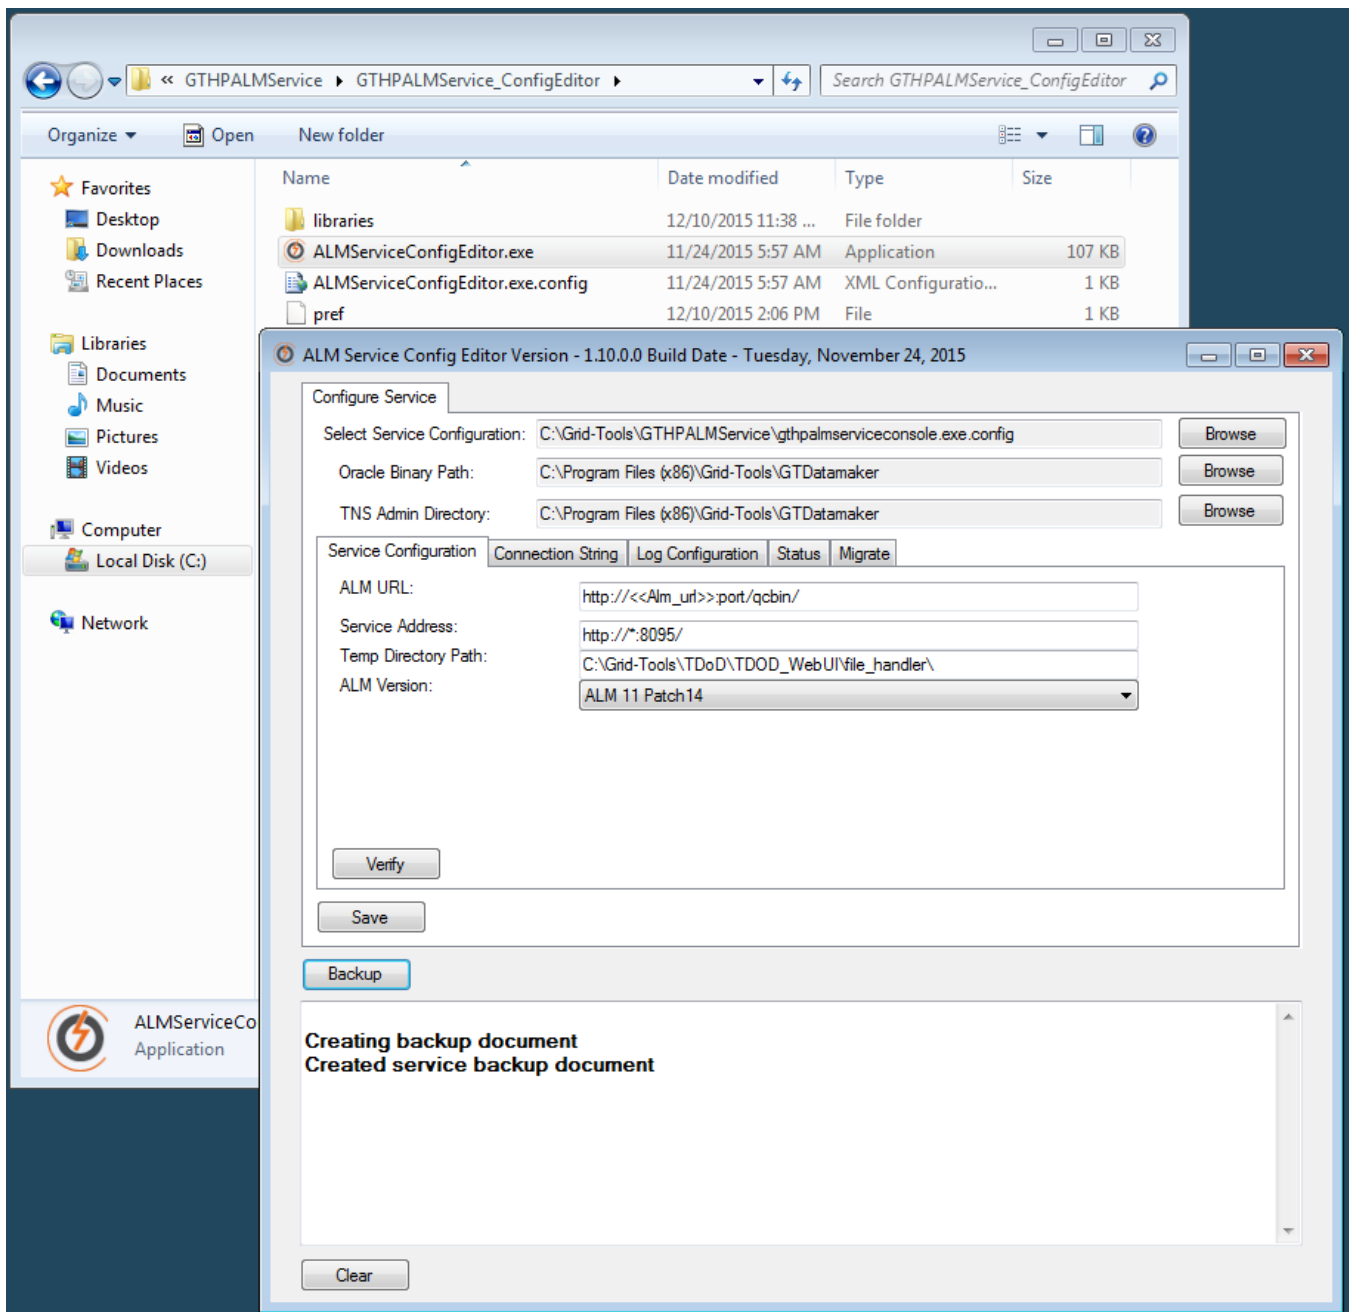 « GTHPALMService ▸ GTHPALMService_ConfigEditor ▸
Search GTHPALMService_ConfigEditor
Organize ▾ Open New folder
Name Date modified Type Size
Favorites
Desktop
Downloads
Recent Places
Libraries
Documents
Music
Pictures
Videos
Computer
Local Disk (C:)
Network
libraries 12/10/2015 11:38 ... File folder
ALMServiceConfigEditor.exe 11/24/2015 5:57 AM Application 107 KB
ALMServiceConfigEditor.exe.config 11/24/2015 5:57 AM XML Configuratio... 1 KB
pref 12/10/2015 2:06 PM File 1 KB
ALMServiceCo
Application
ALM Service Config Editor Version - 1.10.0.0 Build Date - Tuesday, November 24, 2015
Configure Service
Select Service Configuration: C:\Grid-Tools\GTHPALMService\gthpalmserviceconsole.exe.config Browse
Oracle Binary Path: C:\Program Files (x86)\Grid-Tools\GTDatamaker Browse
TNS Admin Directory: C:\Program Files (x86)\Grid-Tools\GTDatamaker Browse
Service Configuration Connection String Log Configuration Status Migrate
ALM URL: http://<<Alm_url>>:port/qcbin/
Service Address: http://*:8095/
Temp Directory Path: C:\Grid-Tools\TDoD\TDOD_WebUI\file_handler\
ALM Version: ALM 11 Patch14
Verify
Save
Backup
Creating backup document
Created service backup document
Clear